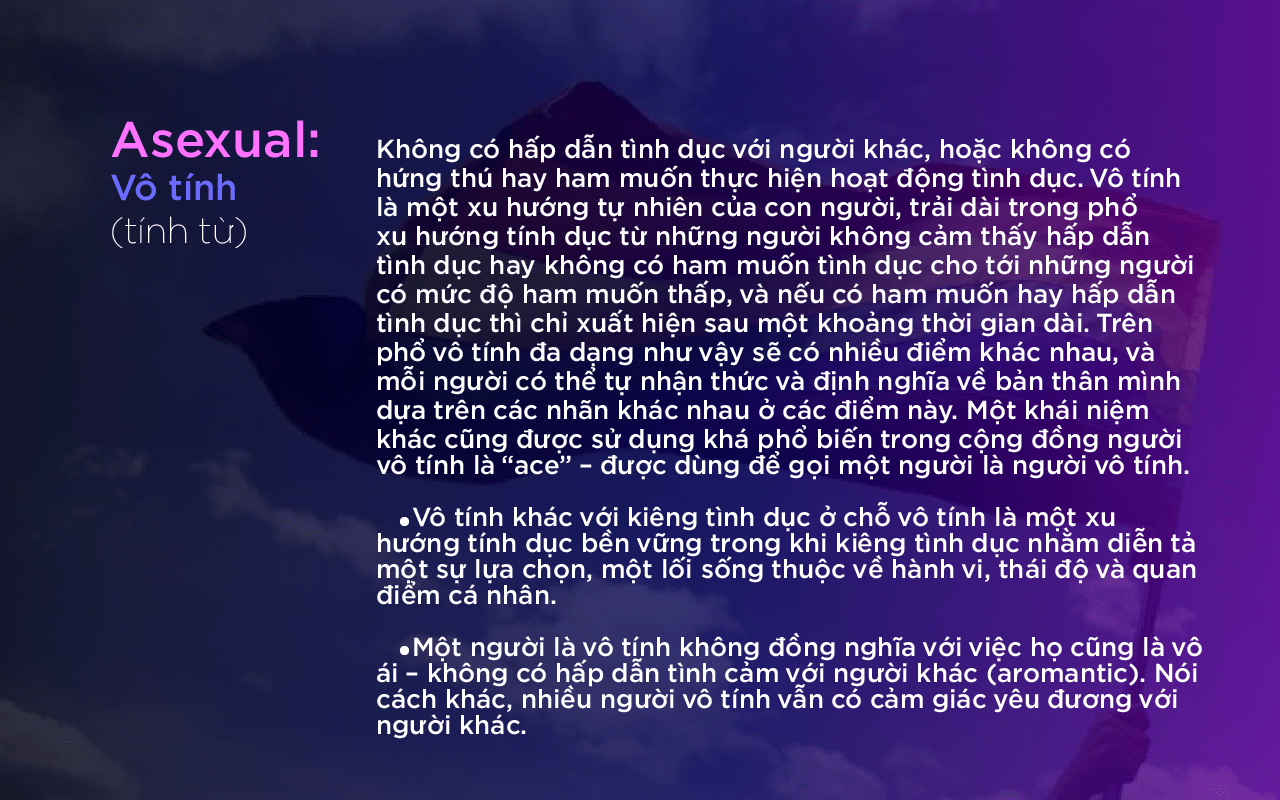 Asexual:
Vô tính
(tính từ)
Không có hấp dẫn tình dục với người khác, hoặc không có
hứng thú hay ham muốn thực hiện hoạt động tình dục. Vô tính
là một xu hướng tự nhiên của con người, trải dài trong phổ
xu hướng tính dục từ những người không cảm thấy hấp dẫn
tình dục hay không có ham muốn tình dục cho tới những người
có mức độ ham muốn thấp, và nếu có ham muốn hay hấp dẫn
tình dục thì chỉ xuất hiện sau một khoảng thời gian dài. Trên
phổ vô tính đa dạng như vậy sẽ có nhiều điểm khác nhau, và
mỗi người có thể tự nhận thức và định nghĩa về bản thân mình
dựa trên các nhãn khác nhau ở các điểm này. Một khái niệm
khác cũng được sử dụng khá phổ biến trong cộng đồng người
vô tính là “ace” – được dùng để gọi một người là người vô tính.
•Vô tính khác với kiêng tình dục ở chỗ vô tính là một xu
hướng tính dục bền vững trong khi kiêng tình dục nhằm diễn tả
một sự lựa chọn, một lối sống thuộc về hành vi, thái độ và quan
điểm cá nhân.
•Một người là vô tính không đồng nghĩa với việc họ cũng là vô
ái – không có hấp dẫn tình cảm với người khác (aromantic). Nói
cách khác, nhiều người vô tính vẫn có cảm giác yêu đương với
người khác.